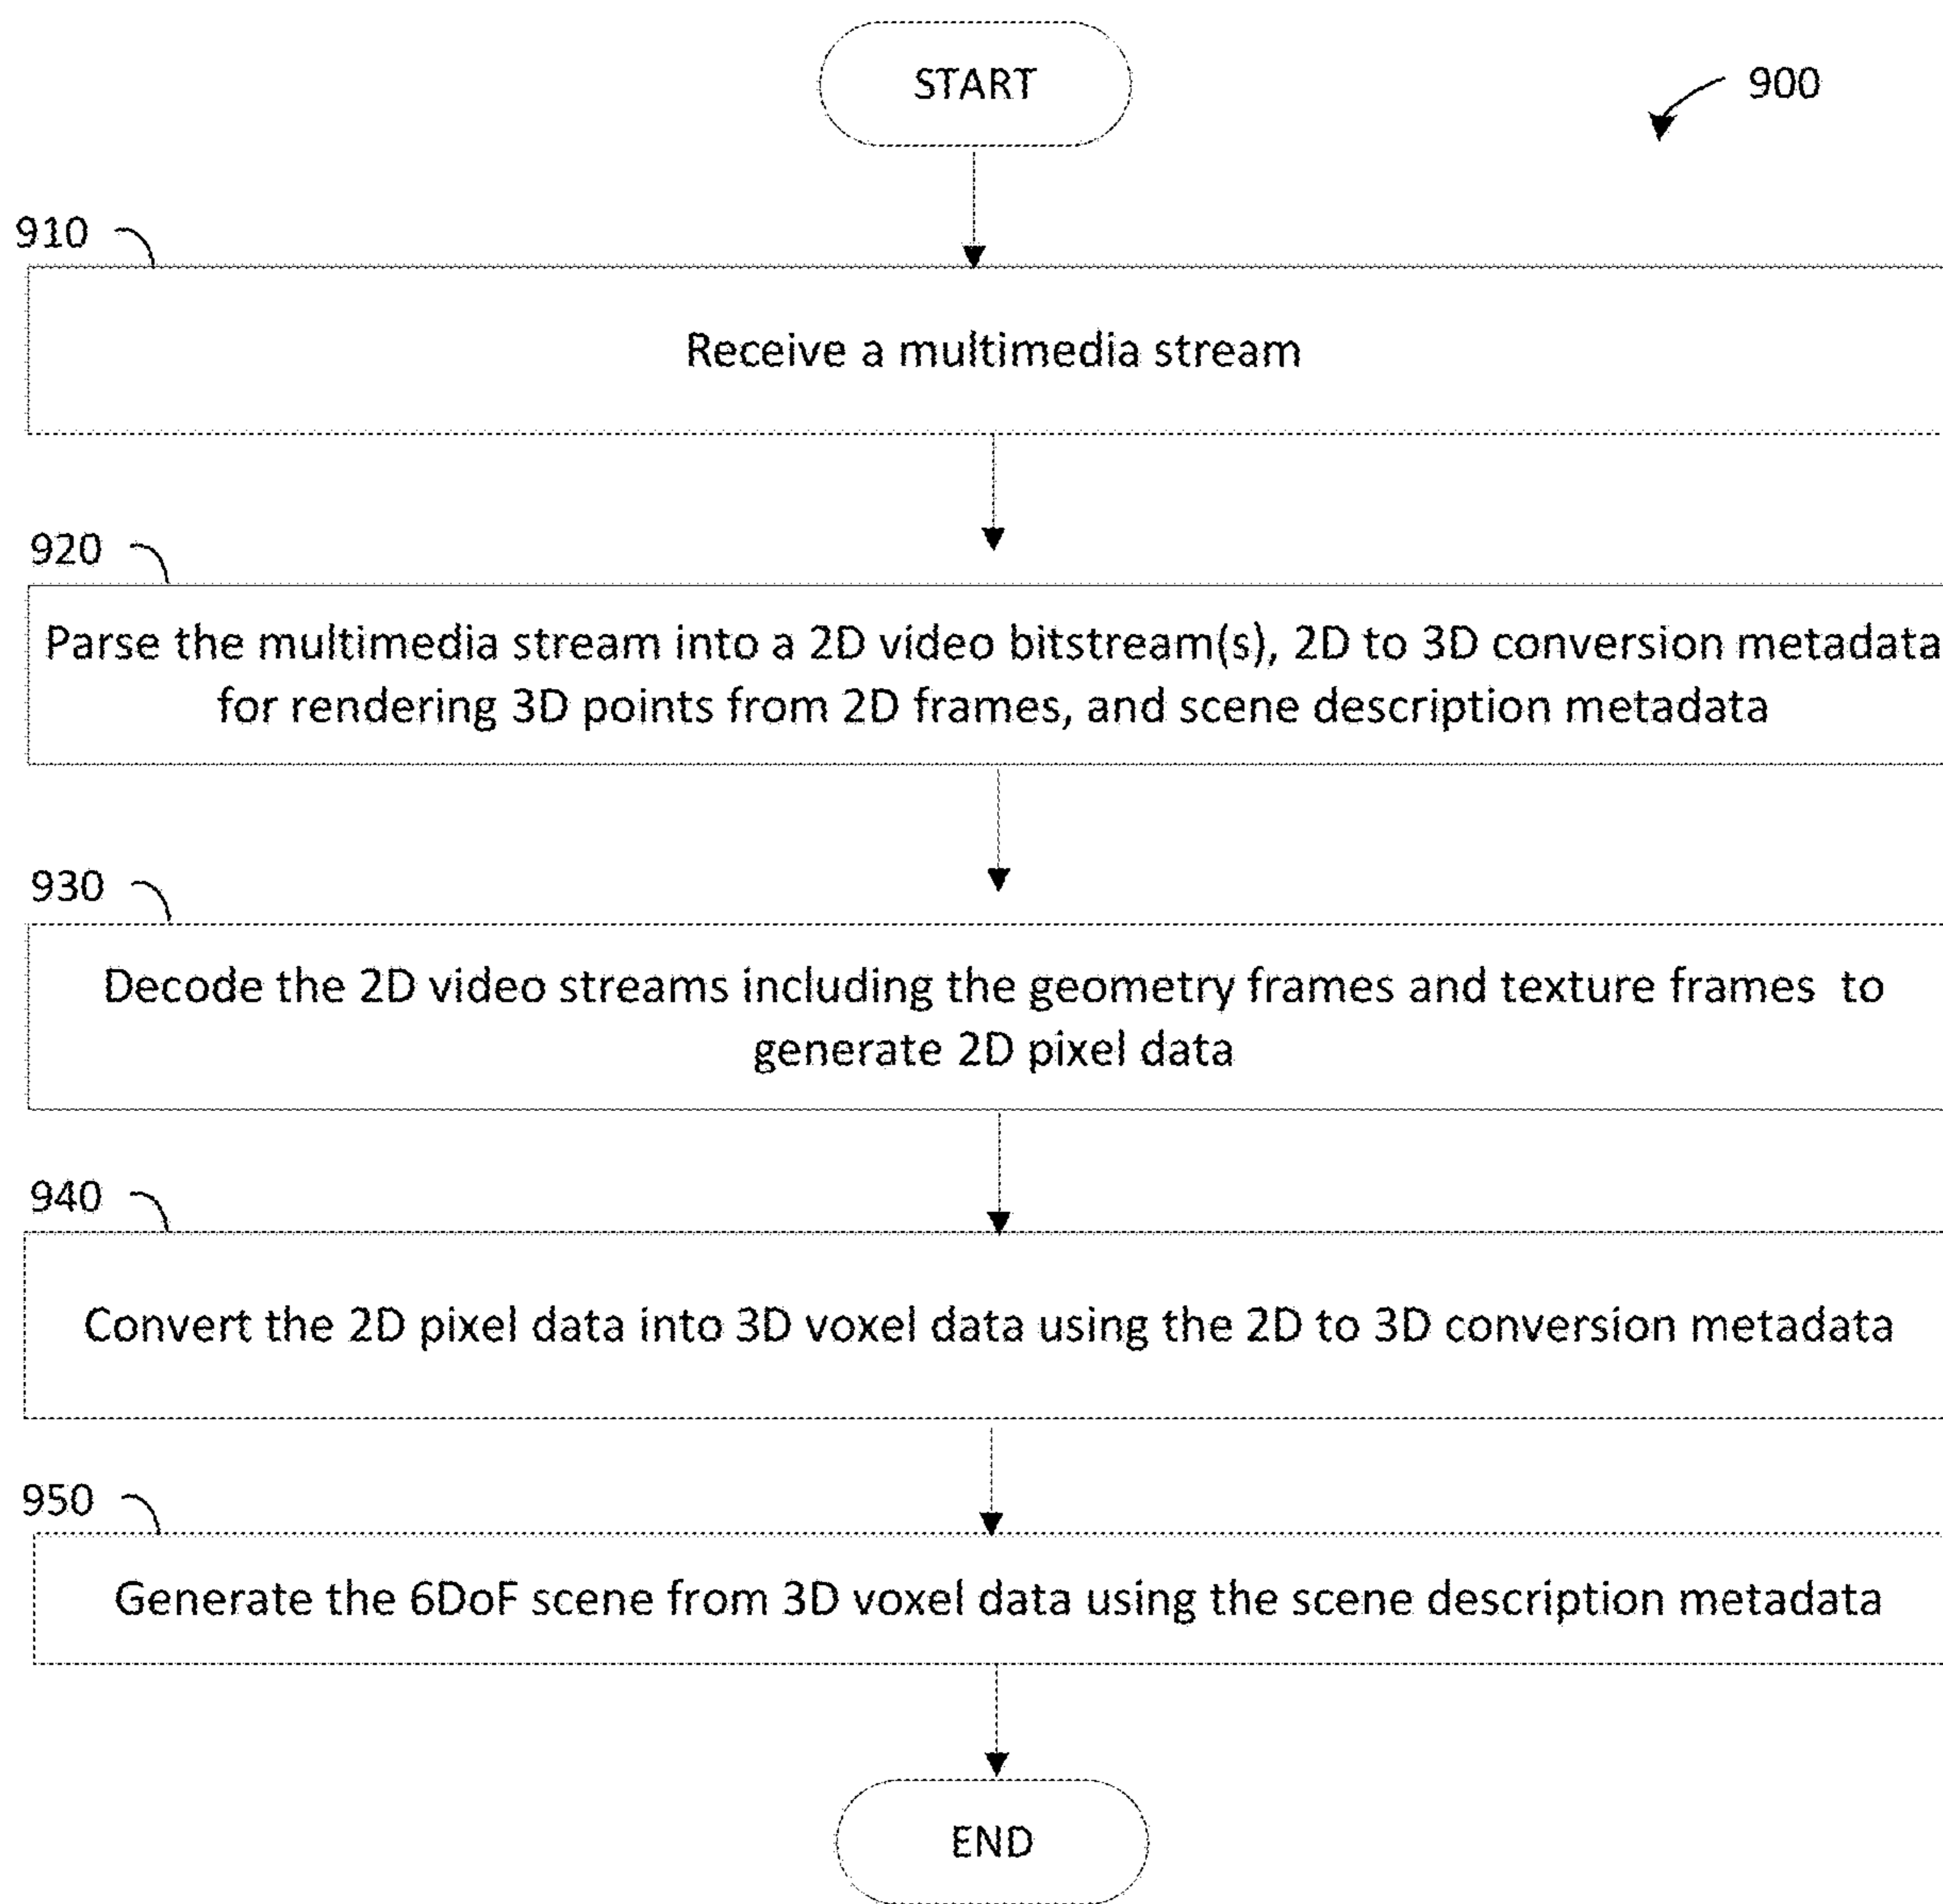 START
900
910
Receive a multimedia stream
920
Parse the multimedia stream into a 2D video bitstream(s), 2D to 3D conversion metadata
for rendering 3D points from 2D frames, and scene description metadata
930
Decode the 2D video streams including the geometry frames and texture frames to
generate 2D pixel data
940
Convert the 2D pixel data into 3D voxel data using the 2D to 3D conversion metadata
950
Generate the 6DoF scene from 3D voxel data using the scene description metadata
END